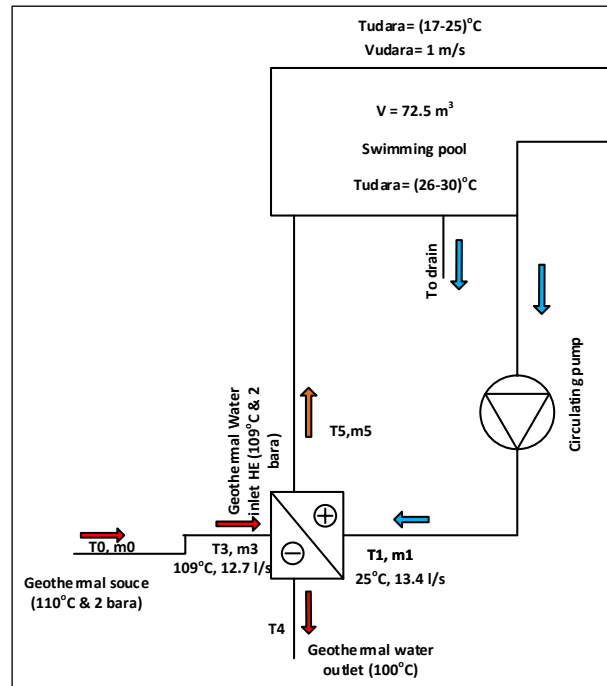 Tudara= (17-25)°C
Vudara= 1 m/s
V = 72.5 m³
Swimming pool
Tudara= (26-30)°C
To drain
Circulating pump
Geothermal Water
inlet HE (109°C & 2
bara)
T5,m5
T0, m0
Geothermal souce
(110°C & 2 bara)
T3, m3
109°C, 12.7 l/s
T1, m1
25°C, 13.4 l/s
T4
Geothermal water
outlet (100°C)